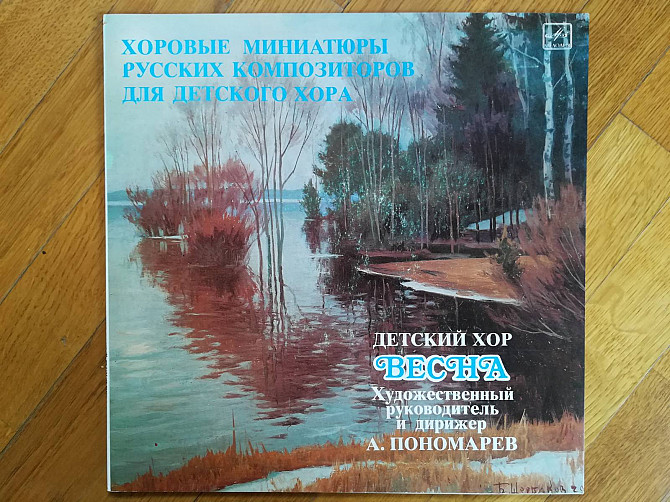 ХОРОВЫЕ МИНИАТЮРЫ
РУССКИХ КОМПОЗИТОРОВ
ДЛЯ ДЕТСКОГО ХОРА
ДЕТСКИЙ ХОР
ВЕСНА
Художественный
руководитель
и дирижер
А. ПОНОМАРЕВ